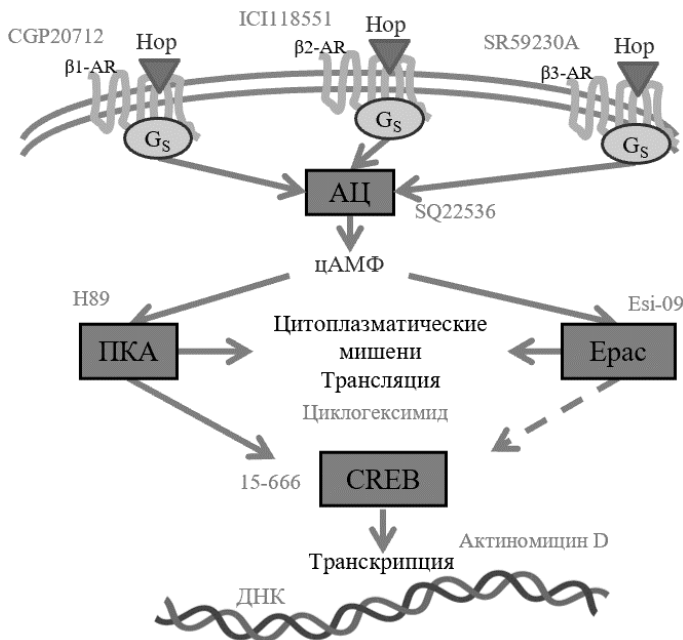 CGP20712
ICI118551
SR59230A
Нор
Нор
Нор
β1-AR
β2-AR
β3-AR
GS
GS
GS
АЦ
SQ22536
цАМФ
H89
Esi-09
ПКА
Цитоплазматические
мишени
Трансляция
Epac
Циклогексимид
15-666
CREB
Актиномицин D
Транскрипция
ДНК